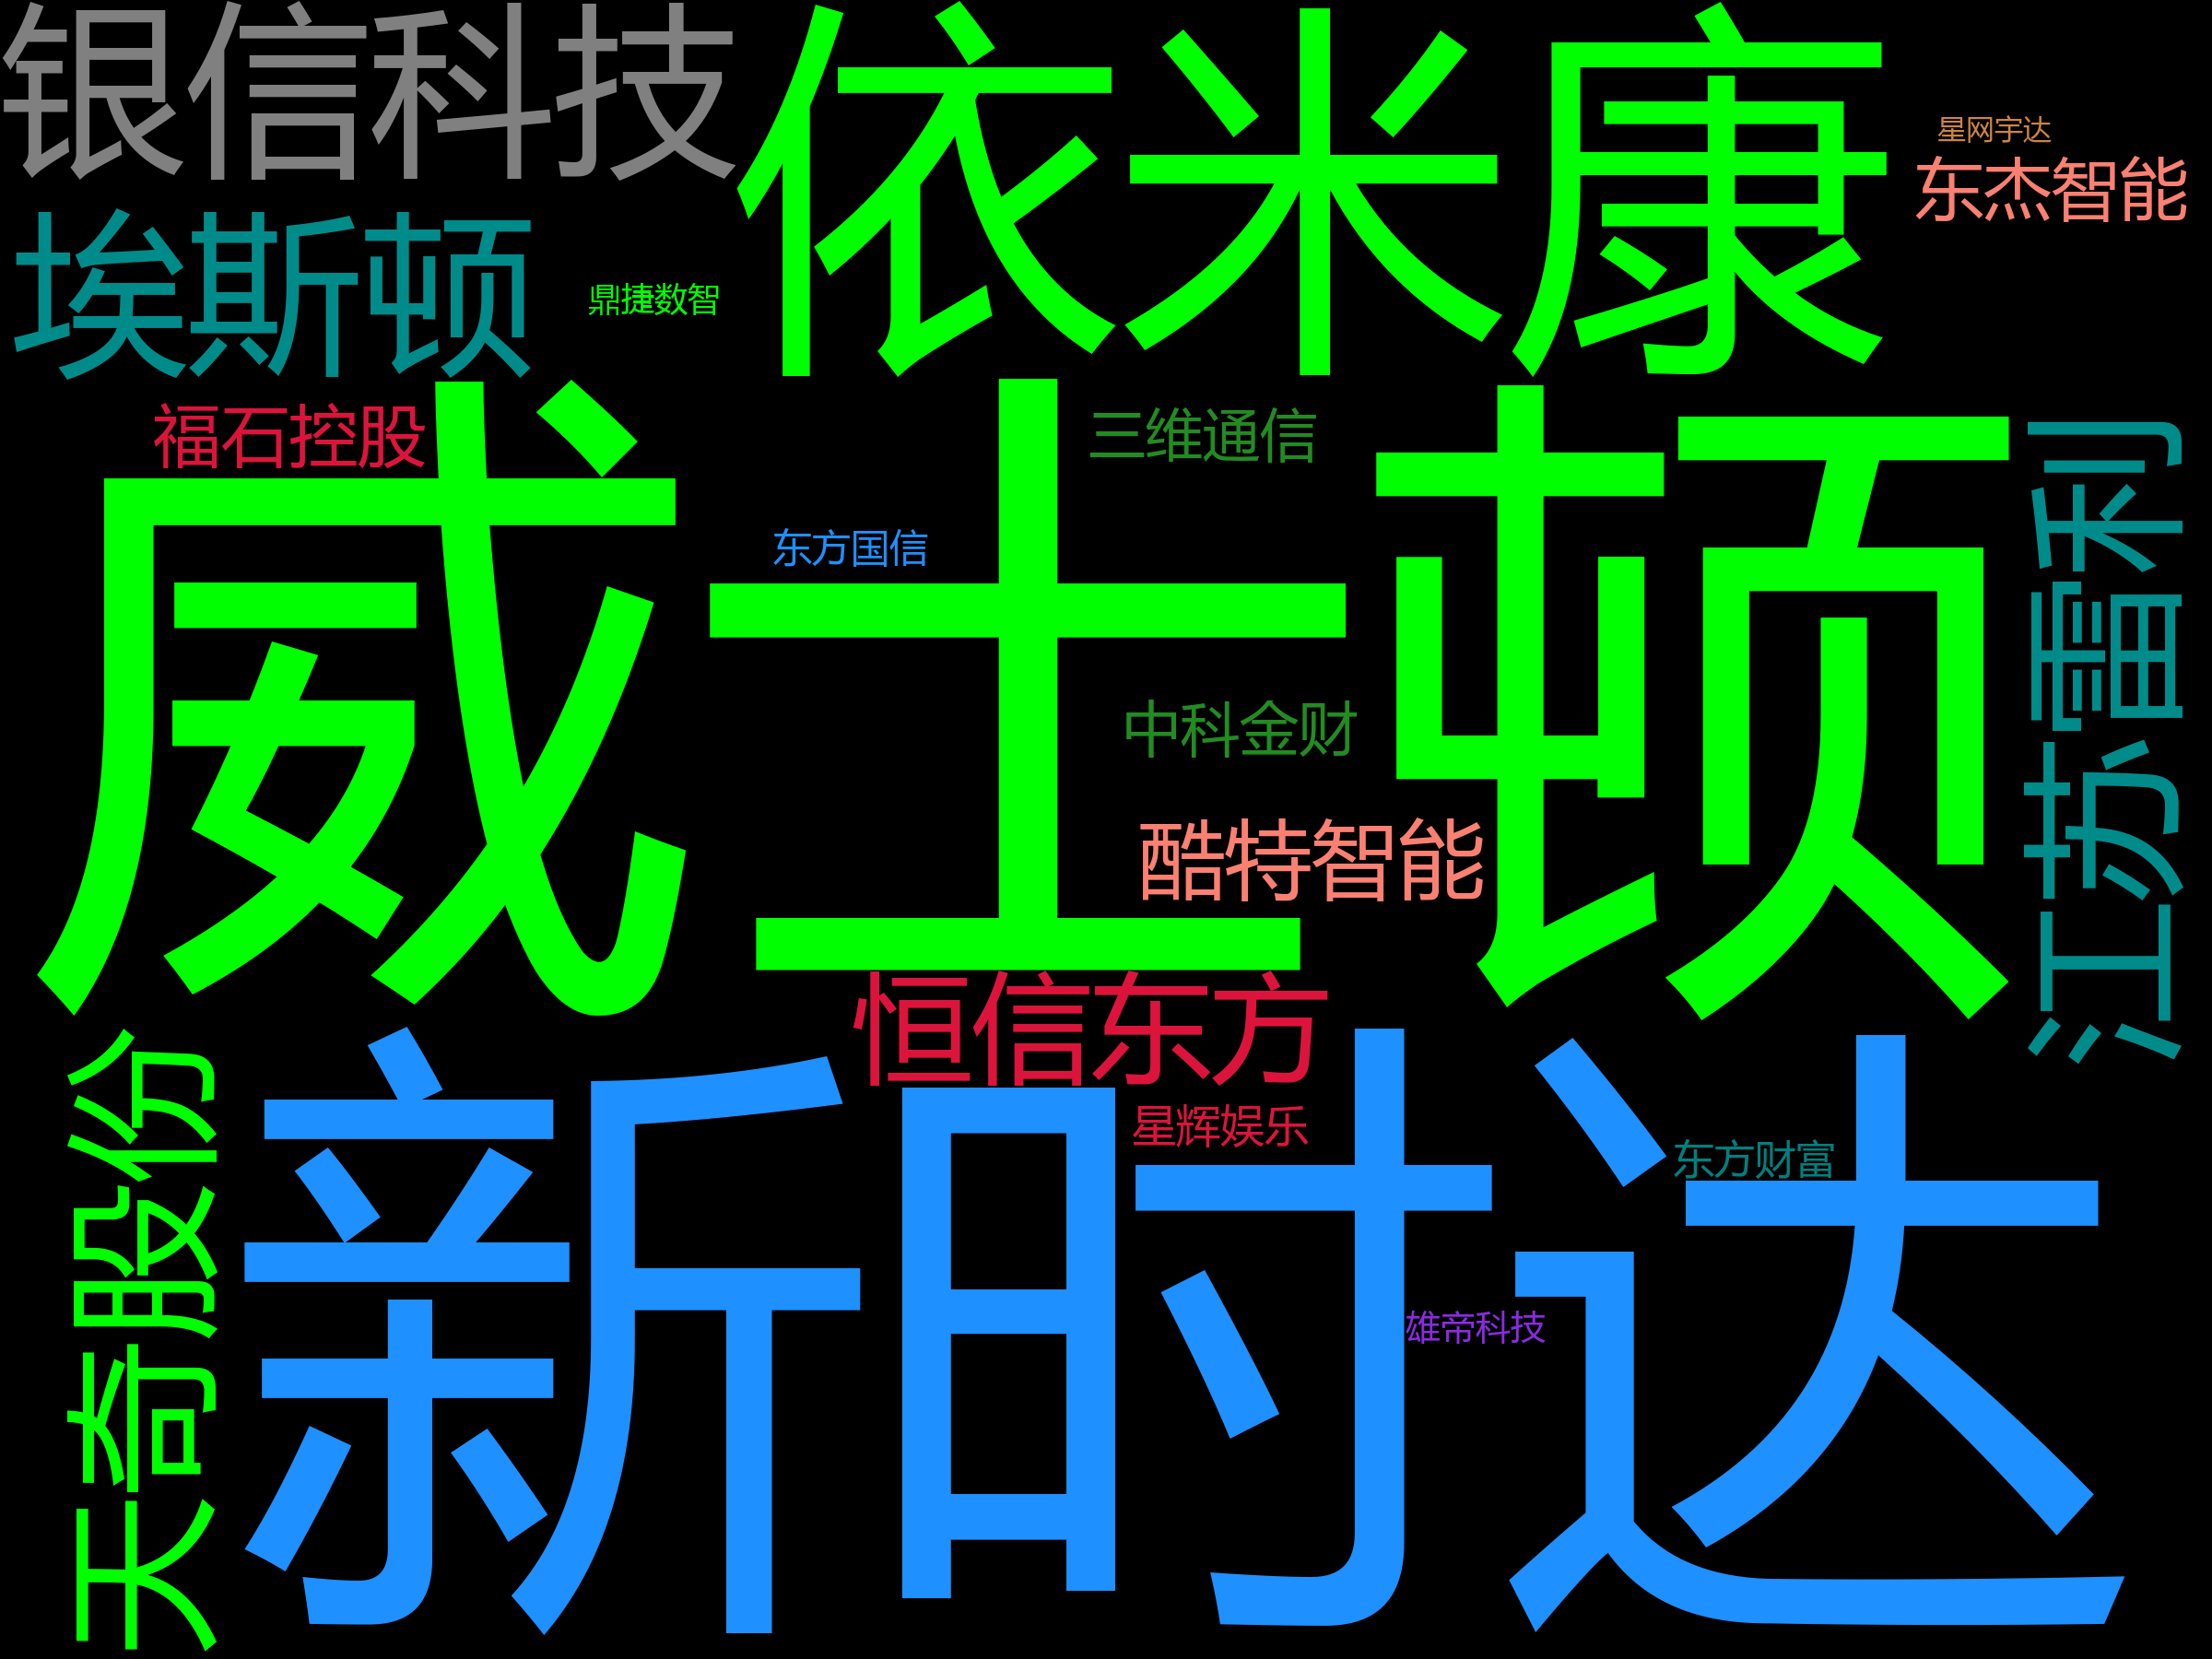 银信科技
依米康
星网宇达
东杰智能
埃斯顿
鼎捷数智
福石控股
三维通信
威士顿
东方国信
江苏雷利
中科金财
酷特智能
恒信东方
星辉娱乐
天奇股份
新时达
东方财富
雄帝科技